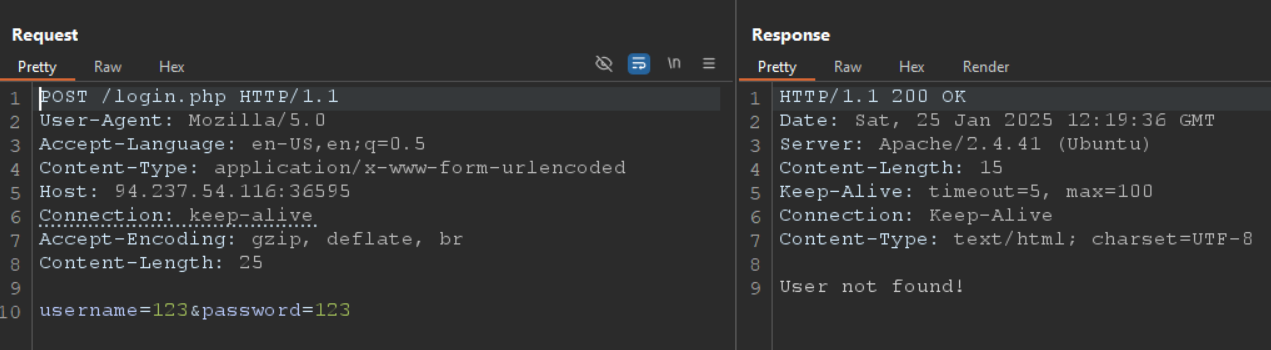 Request
Pretty Raw Hex
\n
1 POST /login.php HTTP/1.1
2 User-Agent: Mozilla/5.0
3 Accept-Language: en-US,en;q=0.5
4 Content-Type: application/x-www-form-urlencoded
5 Host: 94.237.54.116:36595
6 Connection: keep-alive
7 Accept-Encoding: gzip, deflate, br
8 Content-Length: 25
9
10 username=123&password=123
Response
Pretty Raw Hex Render
1 HTTP/1.1 200 OK
2 Date: Sat, 25 Jan 2025 12:19:36 GMT
3 Server: Apache/2.4.41 (Ubuntu)
4 Content-Length: 15
5 Keep-Alive: timeout=5, max=100
6 Connection: Keep-Alive
7 Content-Type: text/html; charset=UTF-8
8
9 User not found!